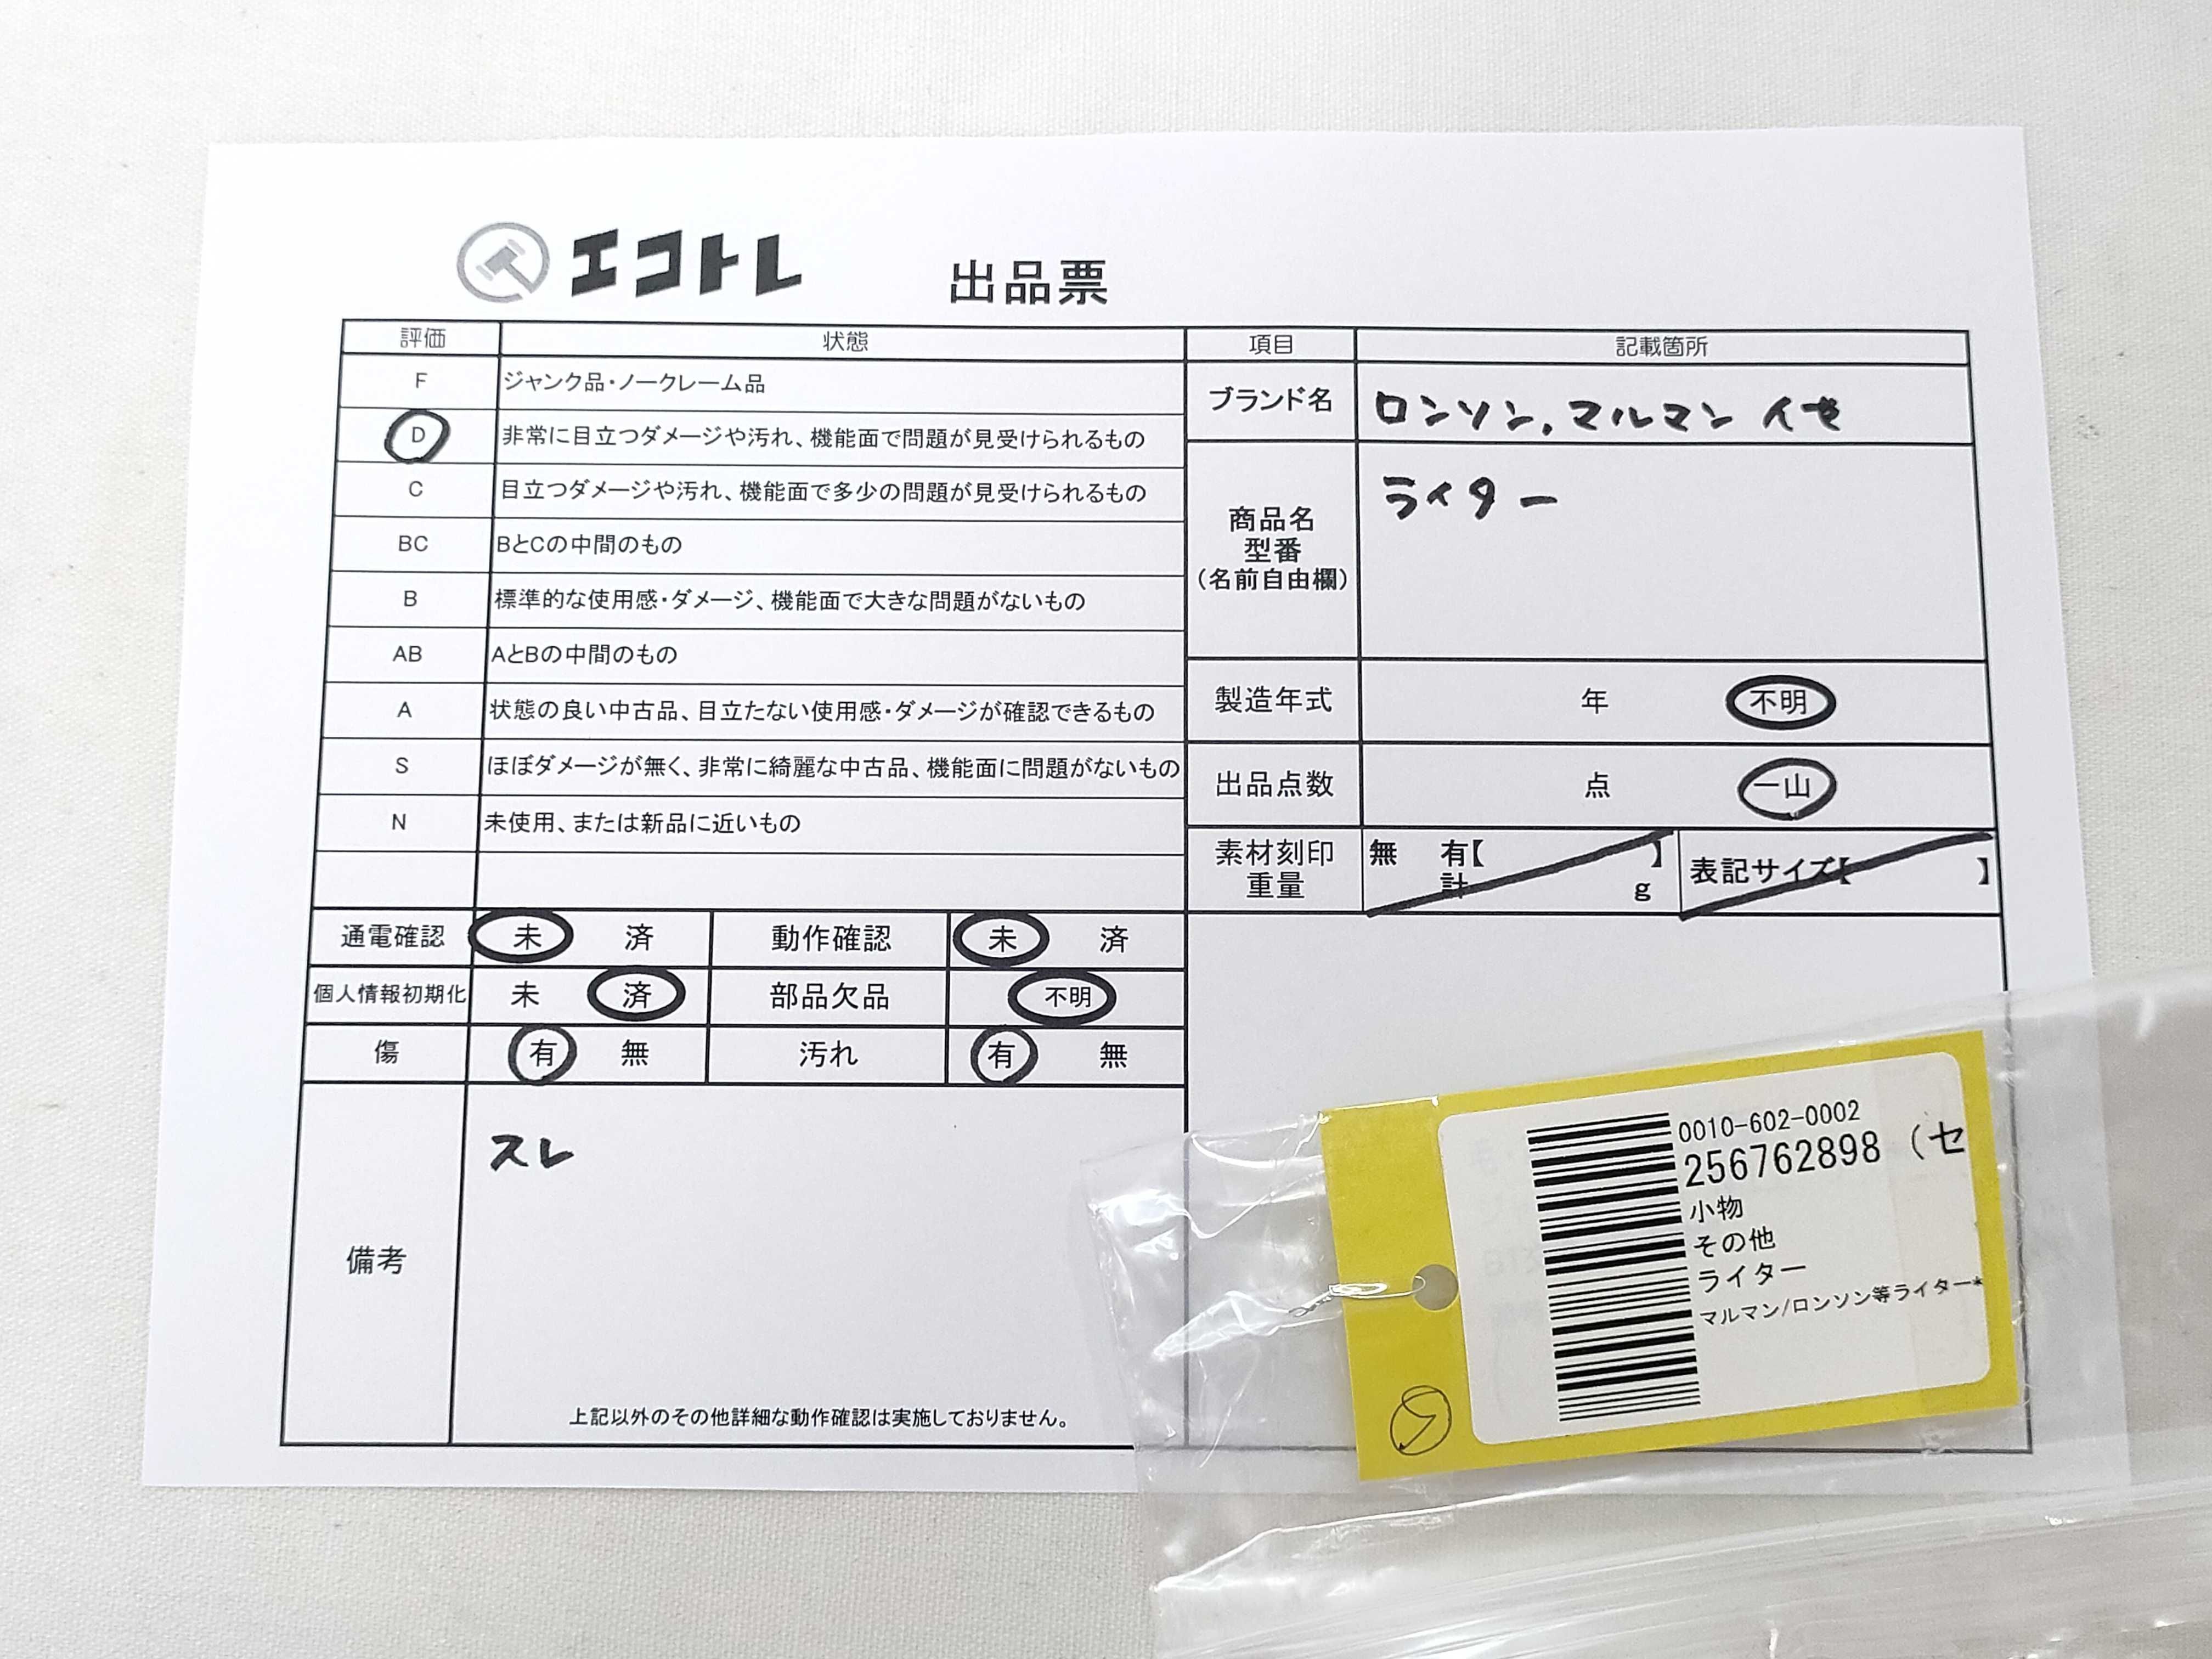 エコトレ 出品票
評価 状態
F ジャンク品・ノークレーム品
D 非常に目立つダメージや汚れ、機能面で問題が見受けられるもの
C 目立つダメージや汚れ、機能面で多少の問題が見受けられるもの
BC BとCの中間のもの
B 標準的な使用感・ダメージ、機能面で大きな問題がないもの
AB AとBの中間のもの
A 状態の良い中古品、目立たない使用感・ダメージが確認できるもの
S ほぼダメージが無く、非常に綺麗な中古品、機能面に問題がないもの
N 未使用、または新品に近いもの
通電確認 未 済 動作確認 未 済
個人情報初期化 未 済 部品欠品 不明
傷 有 無 汚れ 有 無
備考 スレ
上記以外のその他詳細な動作確認は実施しておりません。
項目 記載箇所
ブランド名 ロンソン.マルマン イセ
商品名
型番
(名前自由欄)
ライター
製造年式 年 不明
出品点数 点 一山
素材刻印
重量
無 有【 】
計 g
表記サイズ【 】
0010-602-0002
256762898 (セ
小物
その他
ライター
マルマン/ロンソン等ライター*